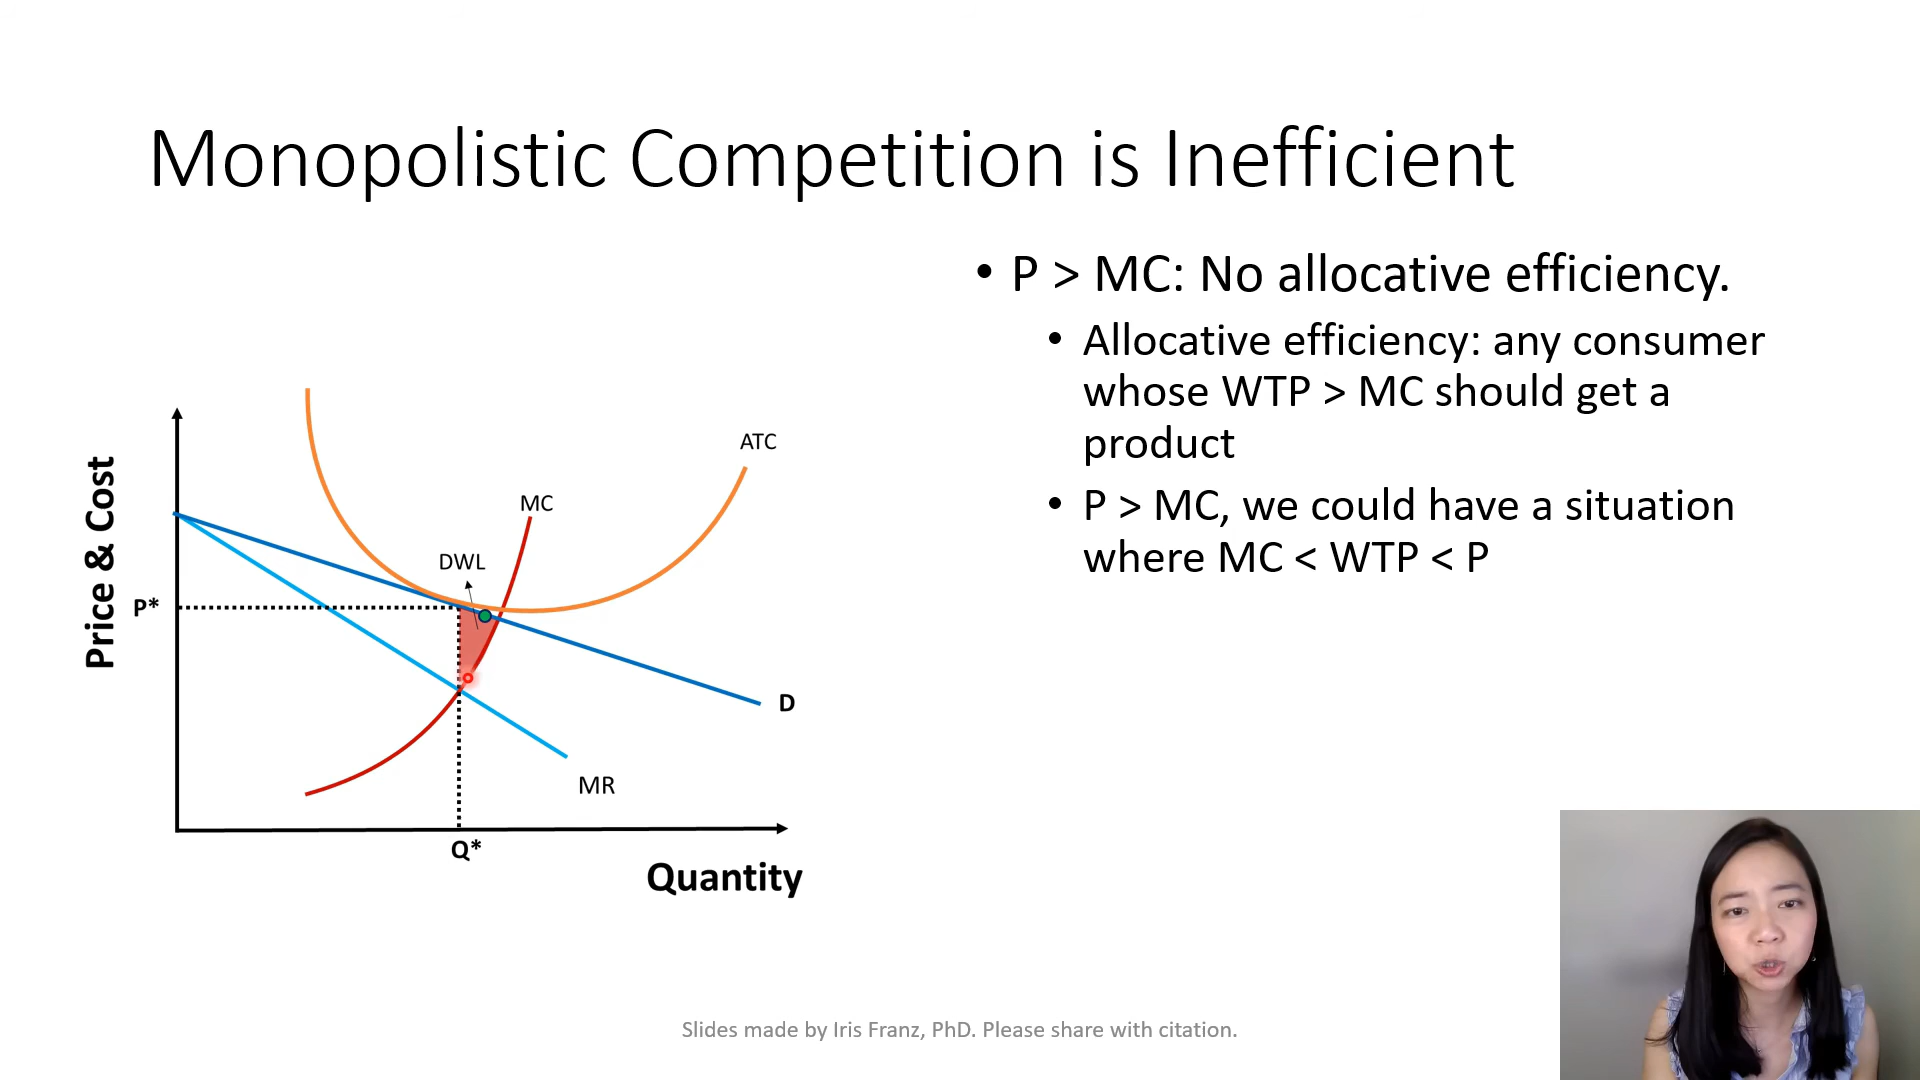 Monopolistic Competition is Inefficient
• P > MC: No allocative efficiency.
• Allocative efficiency: any consumer
whose WTP > MC should get a
product
• P > MC, we could have a situation
where MC < WTP < P
Price & Cost
ATC
MC
DWL
P*
D
MR
Q*
Quantity
Slides made by Iris Franz, PhD. Please share with citation.